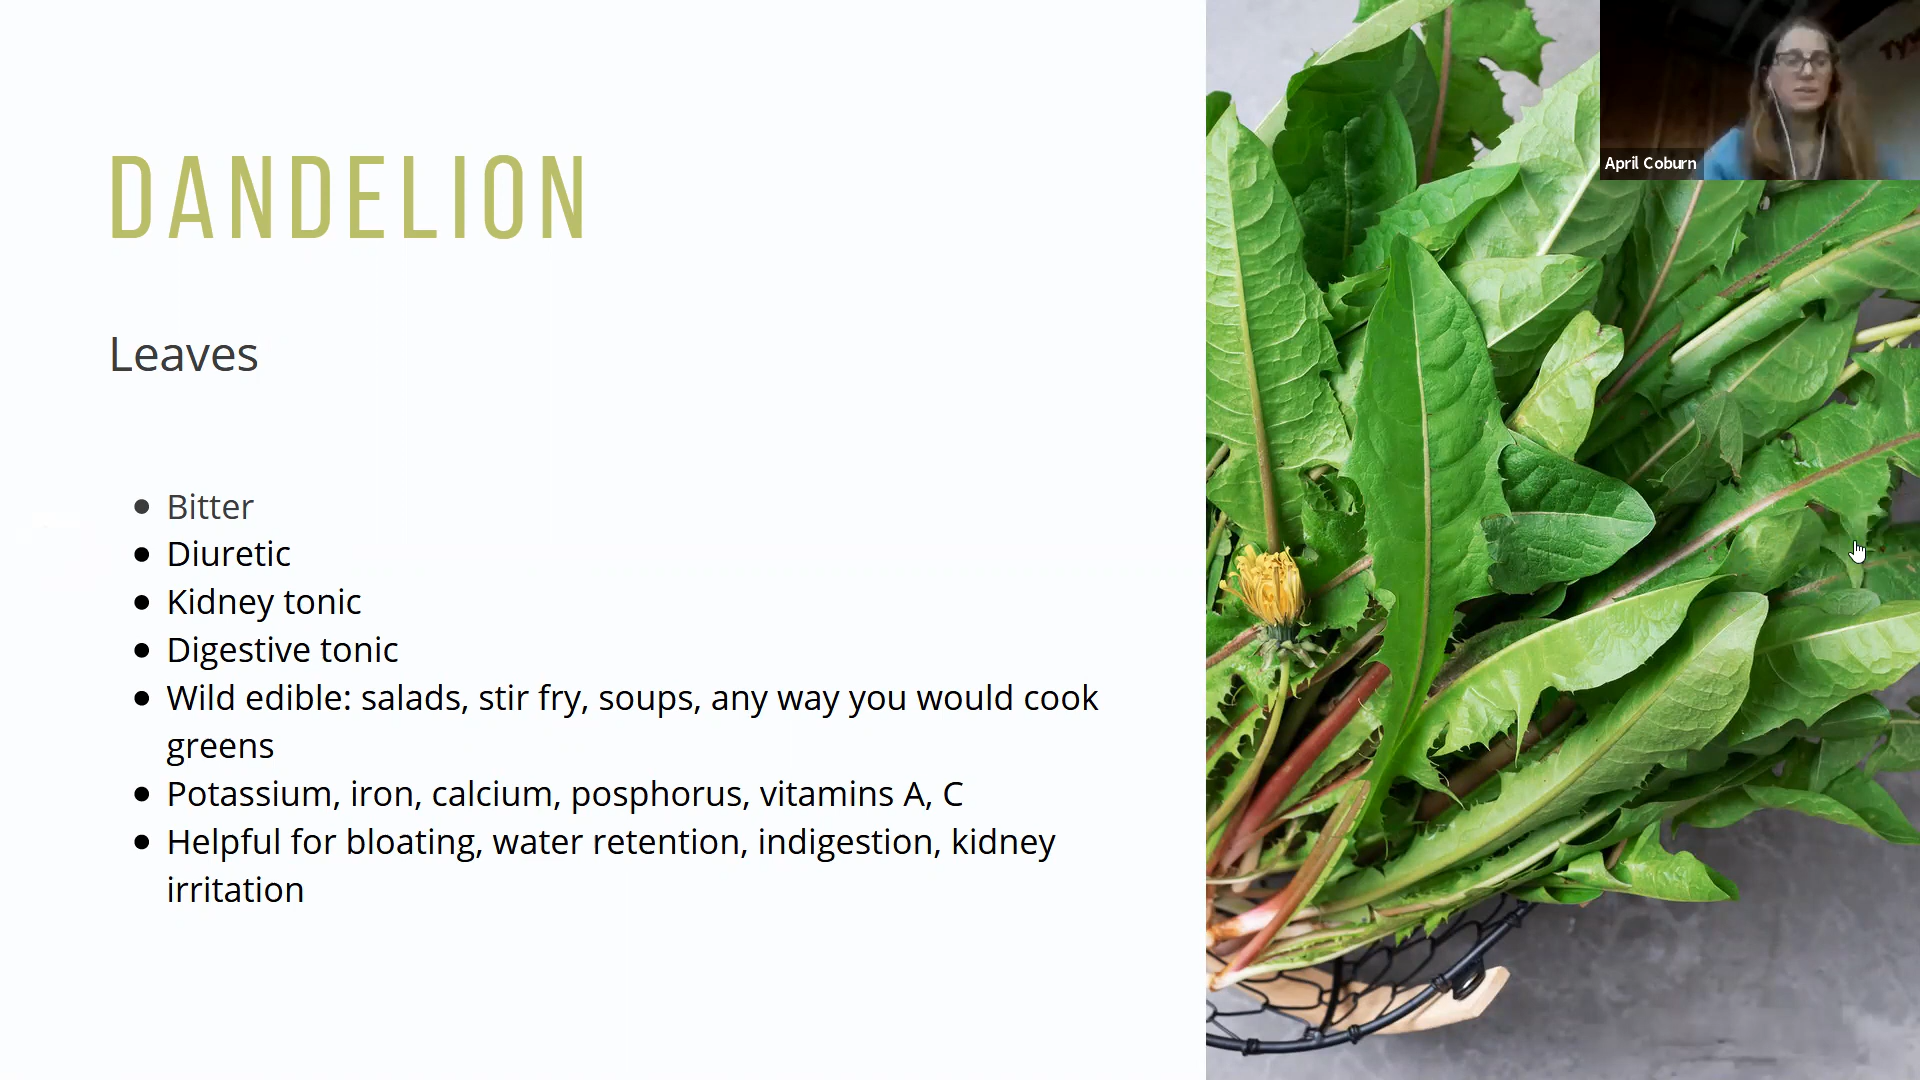 DANDELION
Leaves
Bitter
Diuretic
Kidney tonic
Digestive tonic
Wild edible: salads, stir fry, soups, any way you would cook
greens
Potassium, iron, calcium, posphorus, vitamins A, C
Helpful for bloating, water retention, indigestion, kidney
irritation
April Coburn